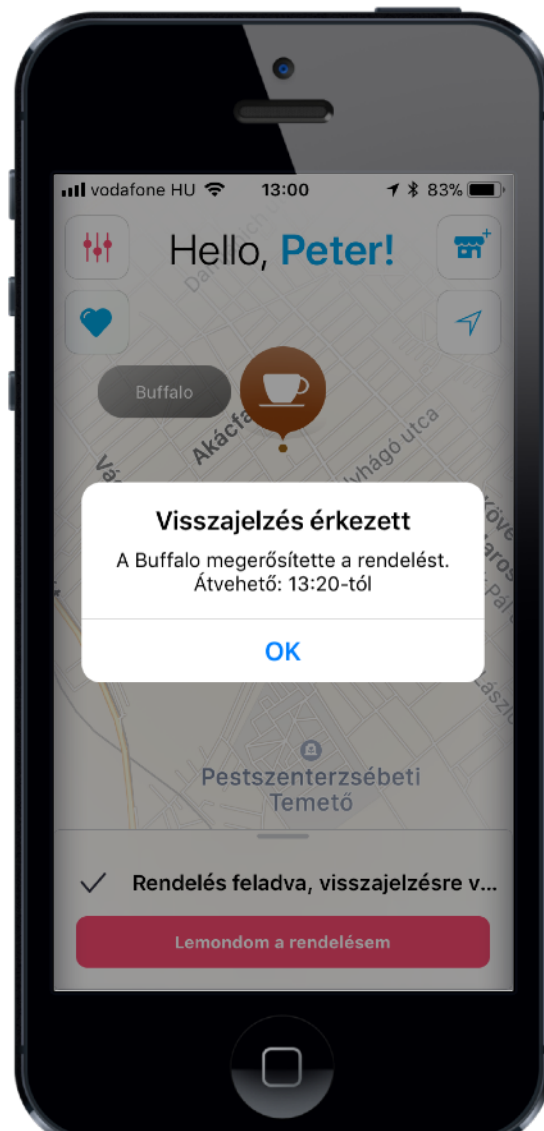 vodafone HU 13:00 83%
Hello, Peter!
Buffalo
Akácfa
utca
Visszajelzés érkezett
A Buffalo megerősítette a rendelést.
Átvehető: 13:20-tól
OK
Pestszenterzsébeti
Temető
Rendelés feladva, visszajelzésre v...
Lemondom a rendelésem